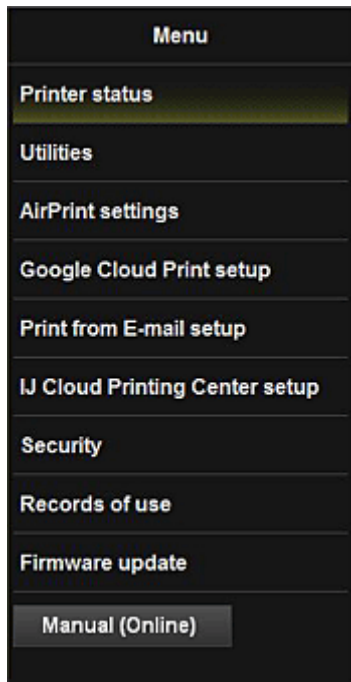 Menu
Printer status
Utilities
AirPrint settings
Google Cloud Print setup
Print from E-mail setup
IJ Cloud Printing Center setup
Security
Records of use
Firmware update
Manual (Online)